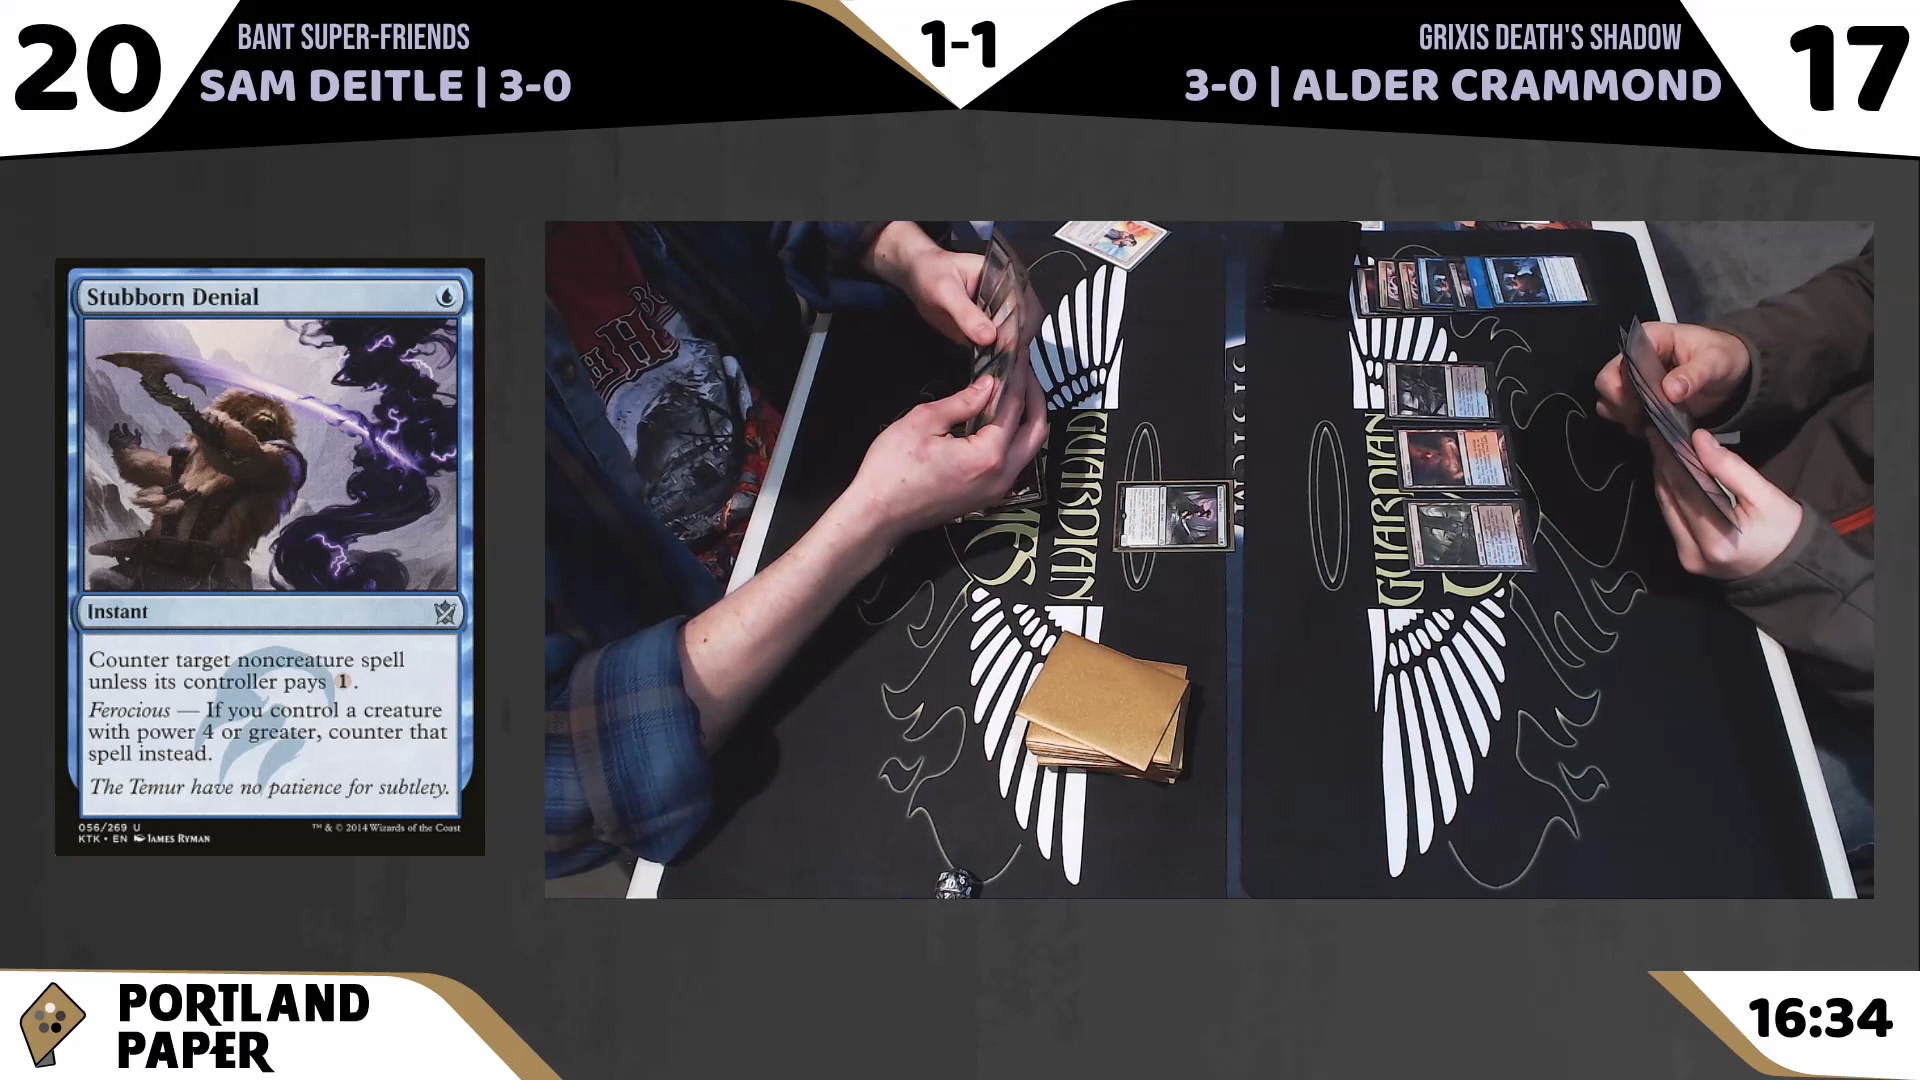 20
BANT SUPER-FRIENDS
SAM DEITLE | 3-0
1-1
GRIXIS DEATH'S SHADOW
3-0 | ALDER CRAMMOND
17
Stubborn Denial
Instant
Counter target noncreature spell
unless its controller pays 1.
Ferocious — If you control a creature
with power 4 or greater, counter that
spell instead.
The Temur have no patience for subtlety.
056/269 U
KTK • EN JAMES RYMAN
™ & © 2014 Wizards of the Coast
GUARDIAN
GUARDIAN
PORTLAND
PAPER
16:34